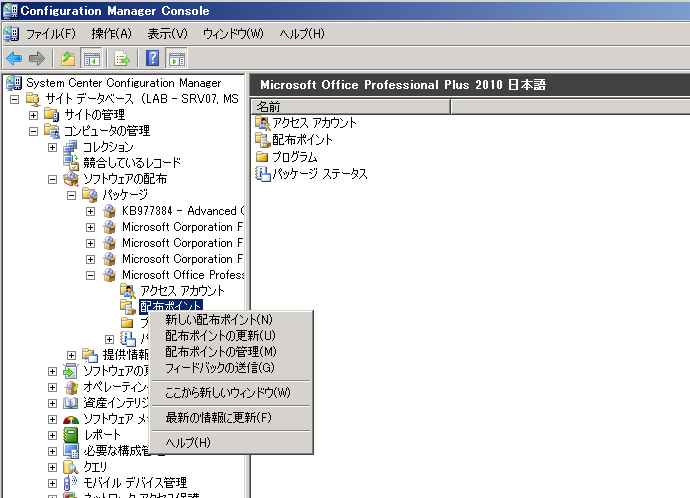 Configuration Manager Console
ファイル(F) 操作(A) 表示(V) ウィンドウ(W) ヘルプ(H)
System Center Configuration Manager
サイト データベース (LAB - SRV07, MS
サイトの管理
コンピュータの管理
コレクション
競合しているレコード
ソフトウェアの配布
パッケージ
KB977384 - Advanced C
Microsoft Corporation F
Microsoft Corporation F
Microsoft Corporation F
Microsoft Office Profess
アクセス アカウント
配布ポイント
プ
パ
提供情報
ソフトウェアの更
オペレーティン
資産インテリジ
ソフトウェア メー
レポート
必要な構成管理
クエリ
モバイル デバイス管理
ネットワーク アクセス保護
新しい配布ポイント(N)
配布ポイントの更新(U)
配布ポイントの管理(M)
フィードバックの送信(G)
ここから新しいウィンドウ(W)
最新の情報に更新(F)
ヘルプ(H)
Microsoft Office Professional Plus 2010 日本語
名前
アクセス アカウント
配布ポイント
プログラム
パッケージ ステータス